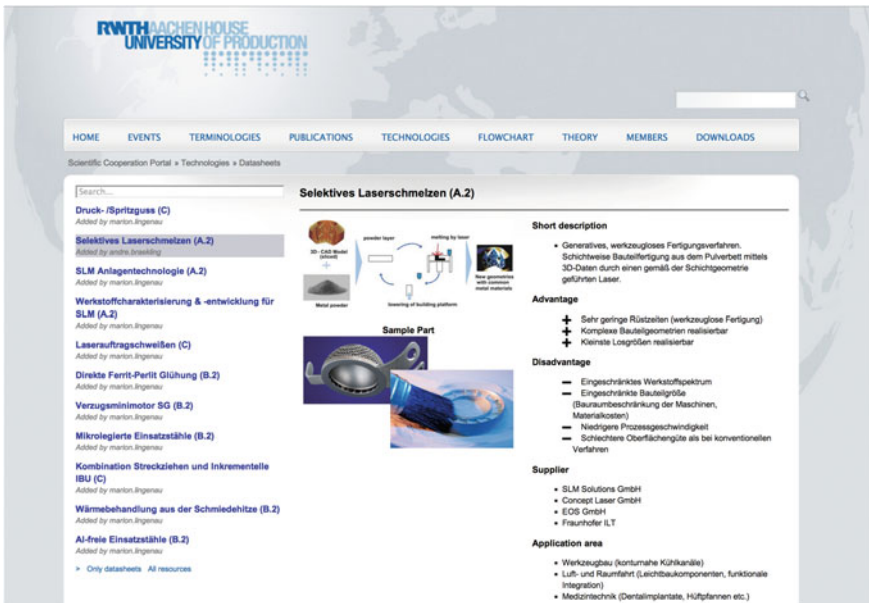 RWTH AACHEN HOUSE
UNIVERSITY OF PRODUCTION
HOME EVENTS TERMINOLOGIES PUBLICATIONS TECHNOLOGIES FLOWCHART THEORY MEMBERS DOWNLOADS
Scientific Cooperation Portal » Technologies » Datasheets
Search...
Druck- /Spritzguss (C)
Added by marion.lingenau
Selektives Laserschmelzen (A.2)
Added by andre.braekling
SLM Anlagentechnologie (A.2)
Added by marion.lingenau
Werkstoffcharakterisierung & -entwicklung für
SLM (A.2)
Added by marion.lingenau
Laserauftragschweißen (C)
Added by marion.lingenau
Direkte Ferrit-Perlit Glühung (B.2)
Added by marion.lingenau
Verzugsminimotor SG (B.2)
Added by marion.lingenau
Mikrolegierte Einsatzstähle (B.2)
Added by marion.lingenau
Kombination Streckziehen und Inkrementelle
IBU (C)
Added by marion.lingenau
Wärmebehandlung aus der Schmiedehitze (B.2)
Added by marion.lingenau
Al-freie Einsatzstähle (B.2)
Added by marion.lingenau
> Only datasheets All resources
Selektives Laserschmelzen (A.2)
powder layer
melting by laser
3D - CAD Model
(sliced)
New geometries
with common
metal materials
Metal powder
lowering of building platform
Sample Part
Short description
Generatives, werkzeugloses Fertigungsverfahren.
Schichtweise Bauteilfertigung aus dem Pulverbett mittels
3D-Daten durch einen gemäß der Schichtgeometrie
geführten Laser.
Advantage
Sehr geringe Rüstzeiten (werkzeuglose Fertigung)
Komplexe Bauteilgeometrien realisierbar
Kleinste Losgrößen realisierbar
Disadvantage
Eingeschränktes Werkstoffspektrum
Eingeschränkte Bauteilgröße
(Bauraumbeschränkung der Maschinen,
Materialkosten)
Niedrigere Prozessgeschwindigkeit
Schlechtere Oberflächengüte als bei konventionellen
Verfahren
Supplier
SLM Solutions GmbH
Concept Laser GmbH
EOS GmbH
Fraunhofer ILT
Application area
Werkzeugbau (konturnahe Kühlkanäle)
Luft- und Raumfahrt (Leichtbaukomponenten, funktionale
Integration)
Medizintechnik (Dentalimplantate, Hüftpfannen etc.)